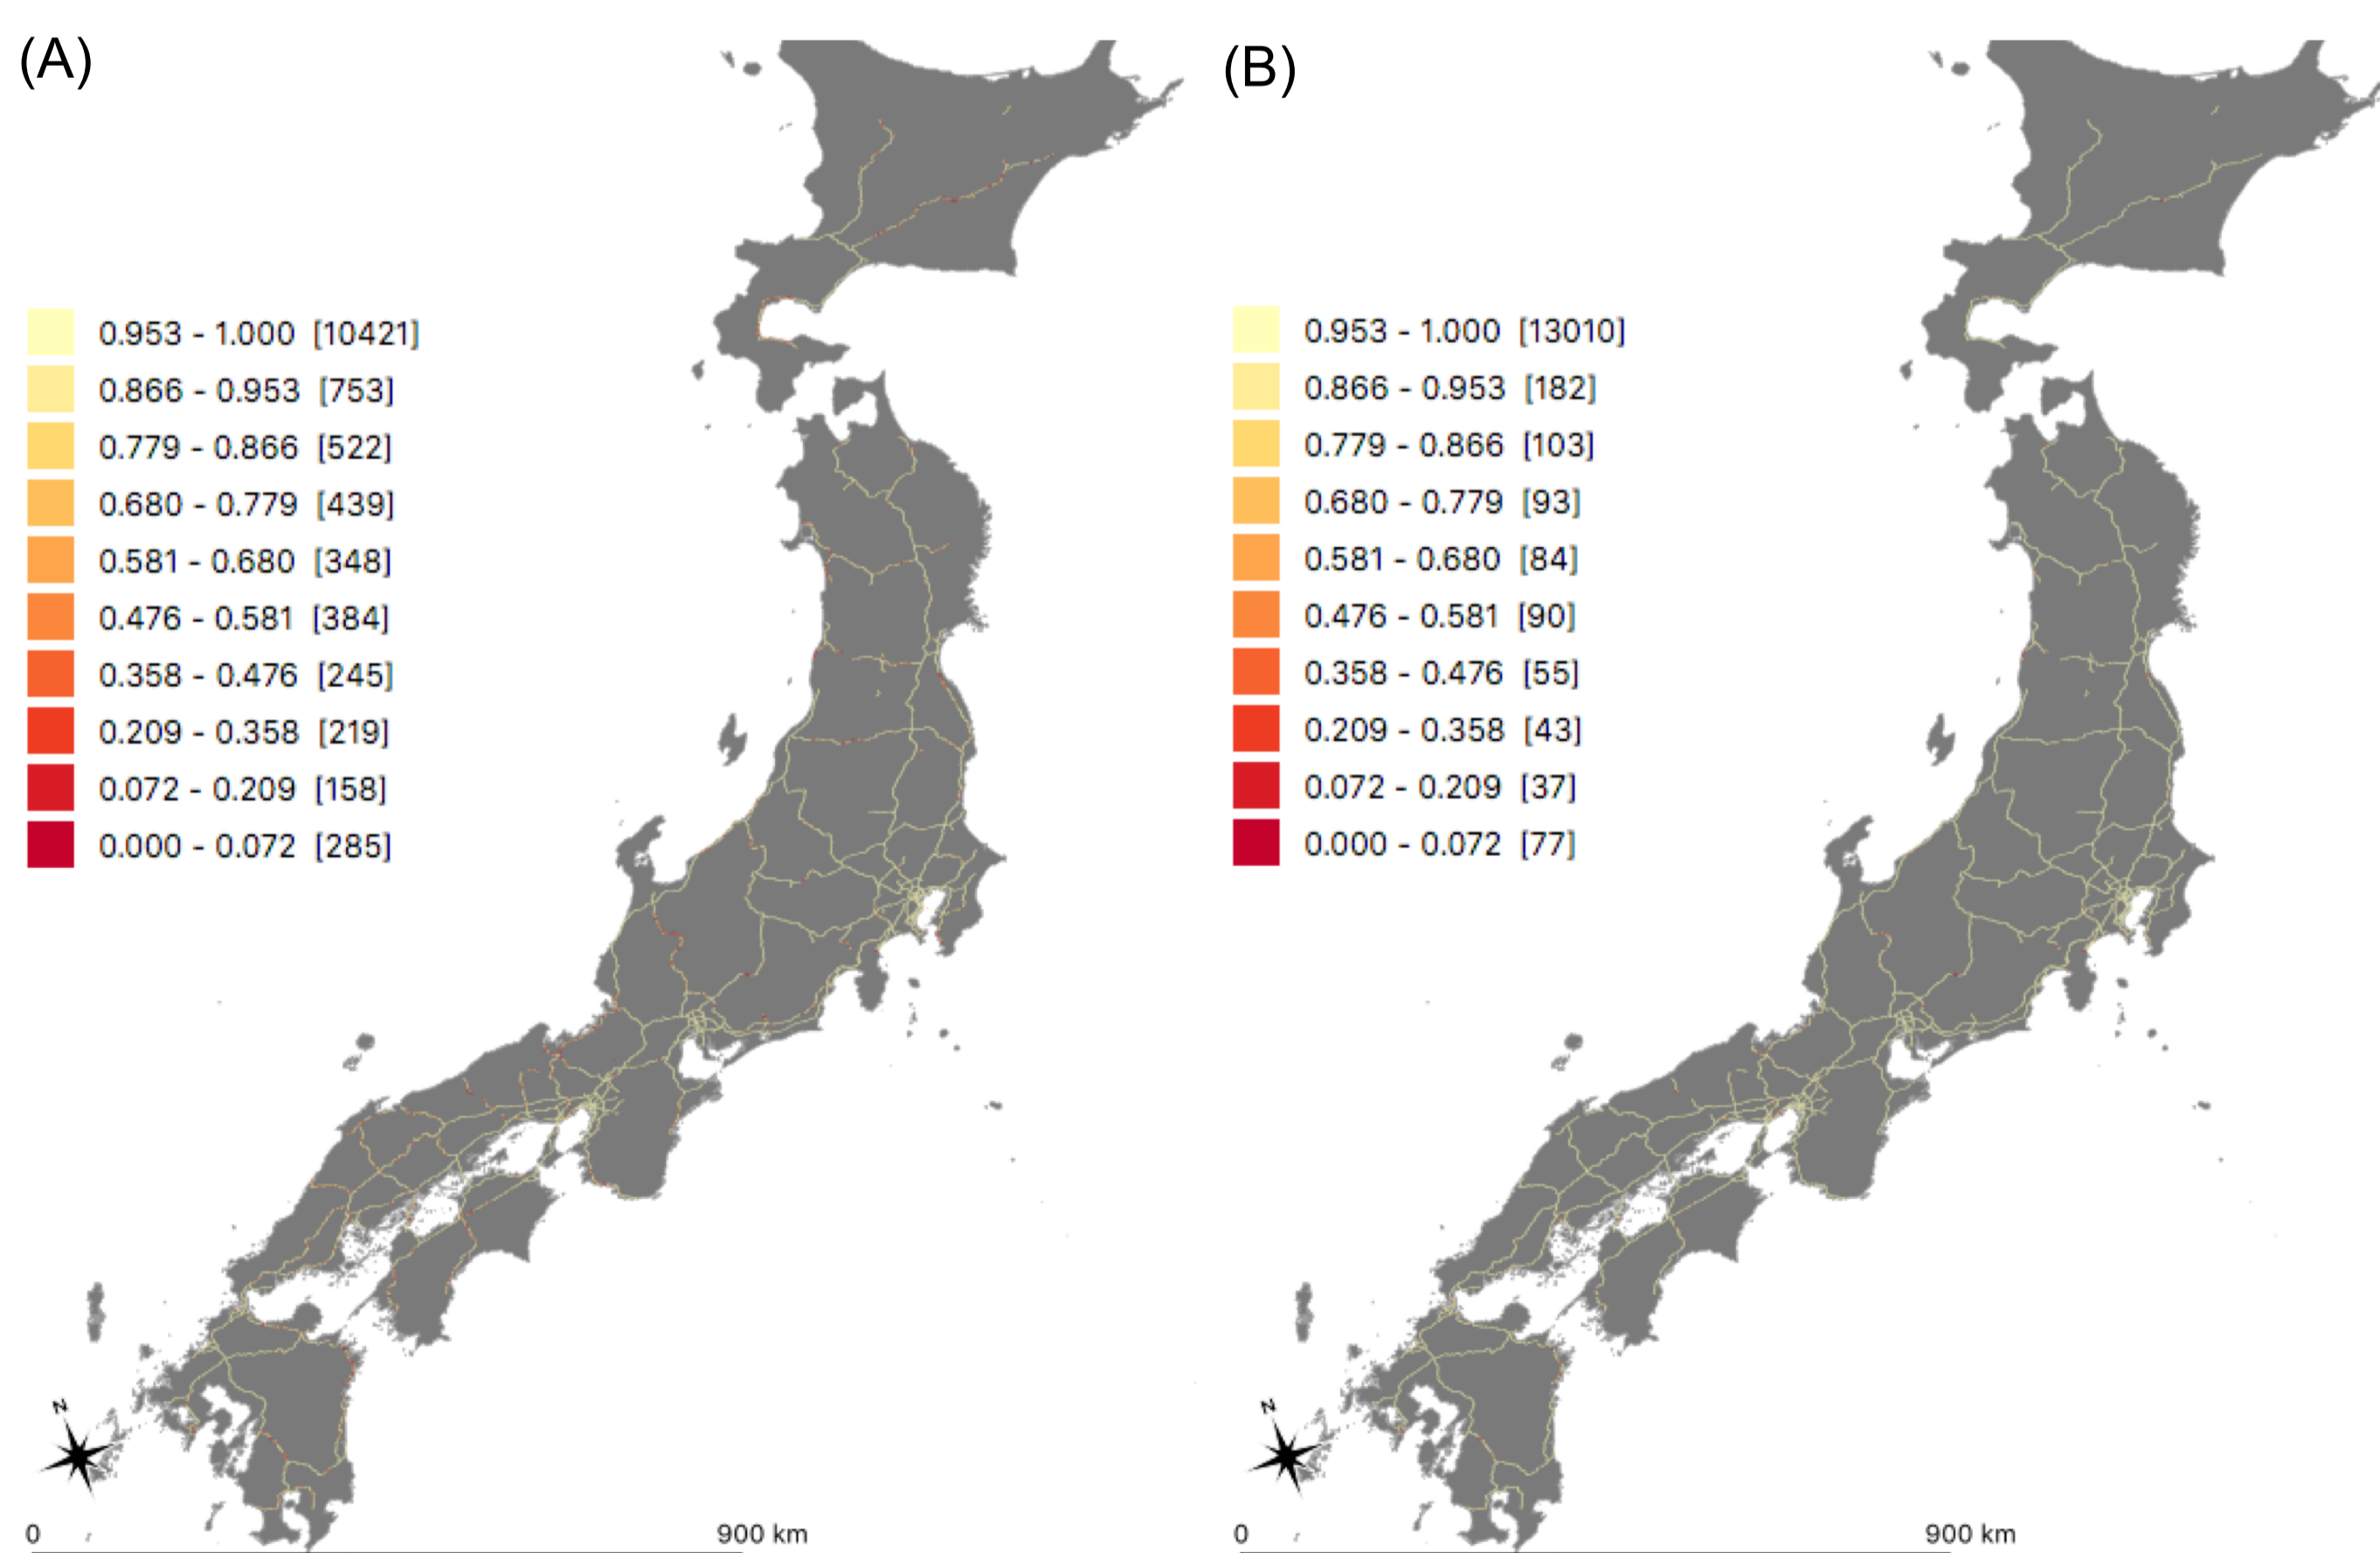 (A)
0.953 - 1.000 [10421]
0.866 - 0.953 [753]
0.779 - 0.866 [522]
0.680 - 0.779 [439]
0.581 - 0.680 [348]
0.476 - 0.581 [384]
0.358 - 0.476 [245]
0.209 - 0.358 [219]
0.072 - 0.209 [158]
0.000 - 0.072 [285]
N
0
900 km
(B)
0.953 - 1.000 [13010]
0.866 - 0.953 [182]
0.779 - 0.866 [103]
0.680 - 0.779 [93]
0.581 - 0.680 [84]
0.476 - 0.581 [90]
0.358 - 0.476 [55]
0.209 - 0.358 [43]
0.072 - 0.209 [37]
0.000 - 0.072 [77]
N
0
900 km